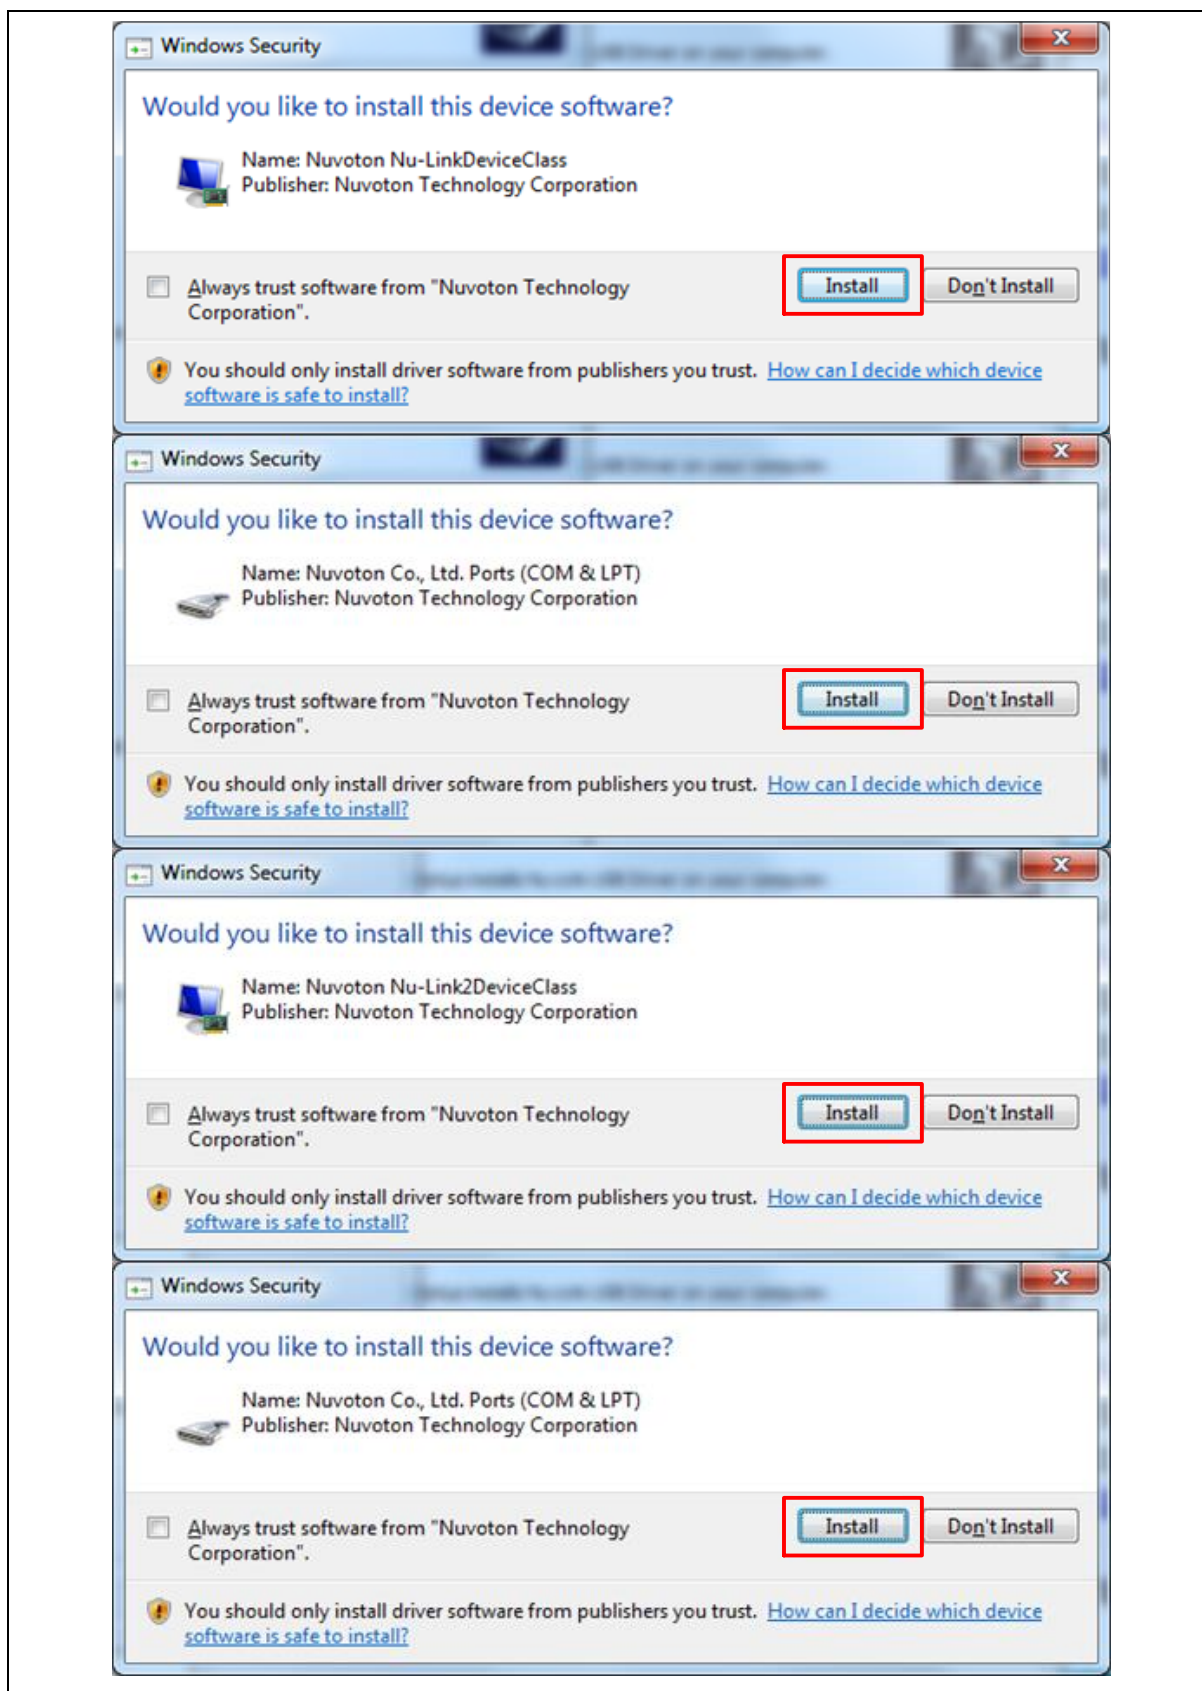 Windows Security
Would you like to install this device software?
Name: Nuvoton Nu-LinkDeviceClass
Publisher: Nuvoton Technology Corporation
Always trust software from "Nuvoton Technology
Corporation".
Install
Don't Install
You should only install driver software from publishers you trust. How can I decide which device
software is safe to install?
Windows Security
Would you like to install this device software?
Name: Nuvoton Co., Ltd. Ports (COM & LPT)
Publisher: Nuvoton Technology Corporation
Always trust software from "Nuvoton Technology
Corporation".
Install
Don't Install
You should only install driver software from publishers you trust. How can I decide which device
software is safe to install?
Windows Security
Would you like to install this device software?
Name: Nuvoton Nu-Link2DeviceClass
Publisher: Nuvoton Technology Corporation
Always trust software from "Nuvoton Technology
Corporation".
Install
Don't Install
You should only install driver software from publishers you trust. How can I decide which device
software is safe to install?
Windows Security
Would you like to install this device software?
Name: Nuvoton Co., Ltd. Ports (COM & LPT)
Publisher: Nuvoton Technology Corporation
Always trust software from "Nuvoton Technology
Corporation".
Install
Don't Install
You should only install driver software from publishers you trust. How can I decide which device
software is safe to install?